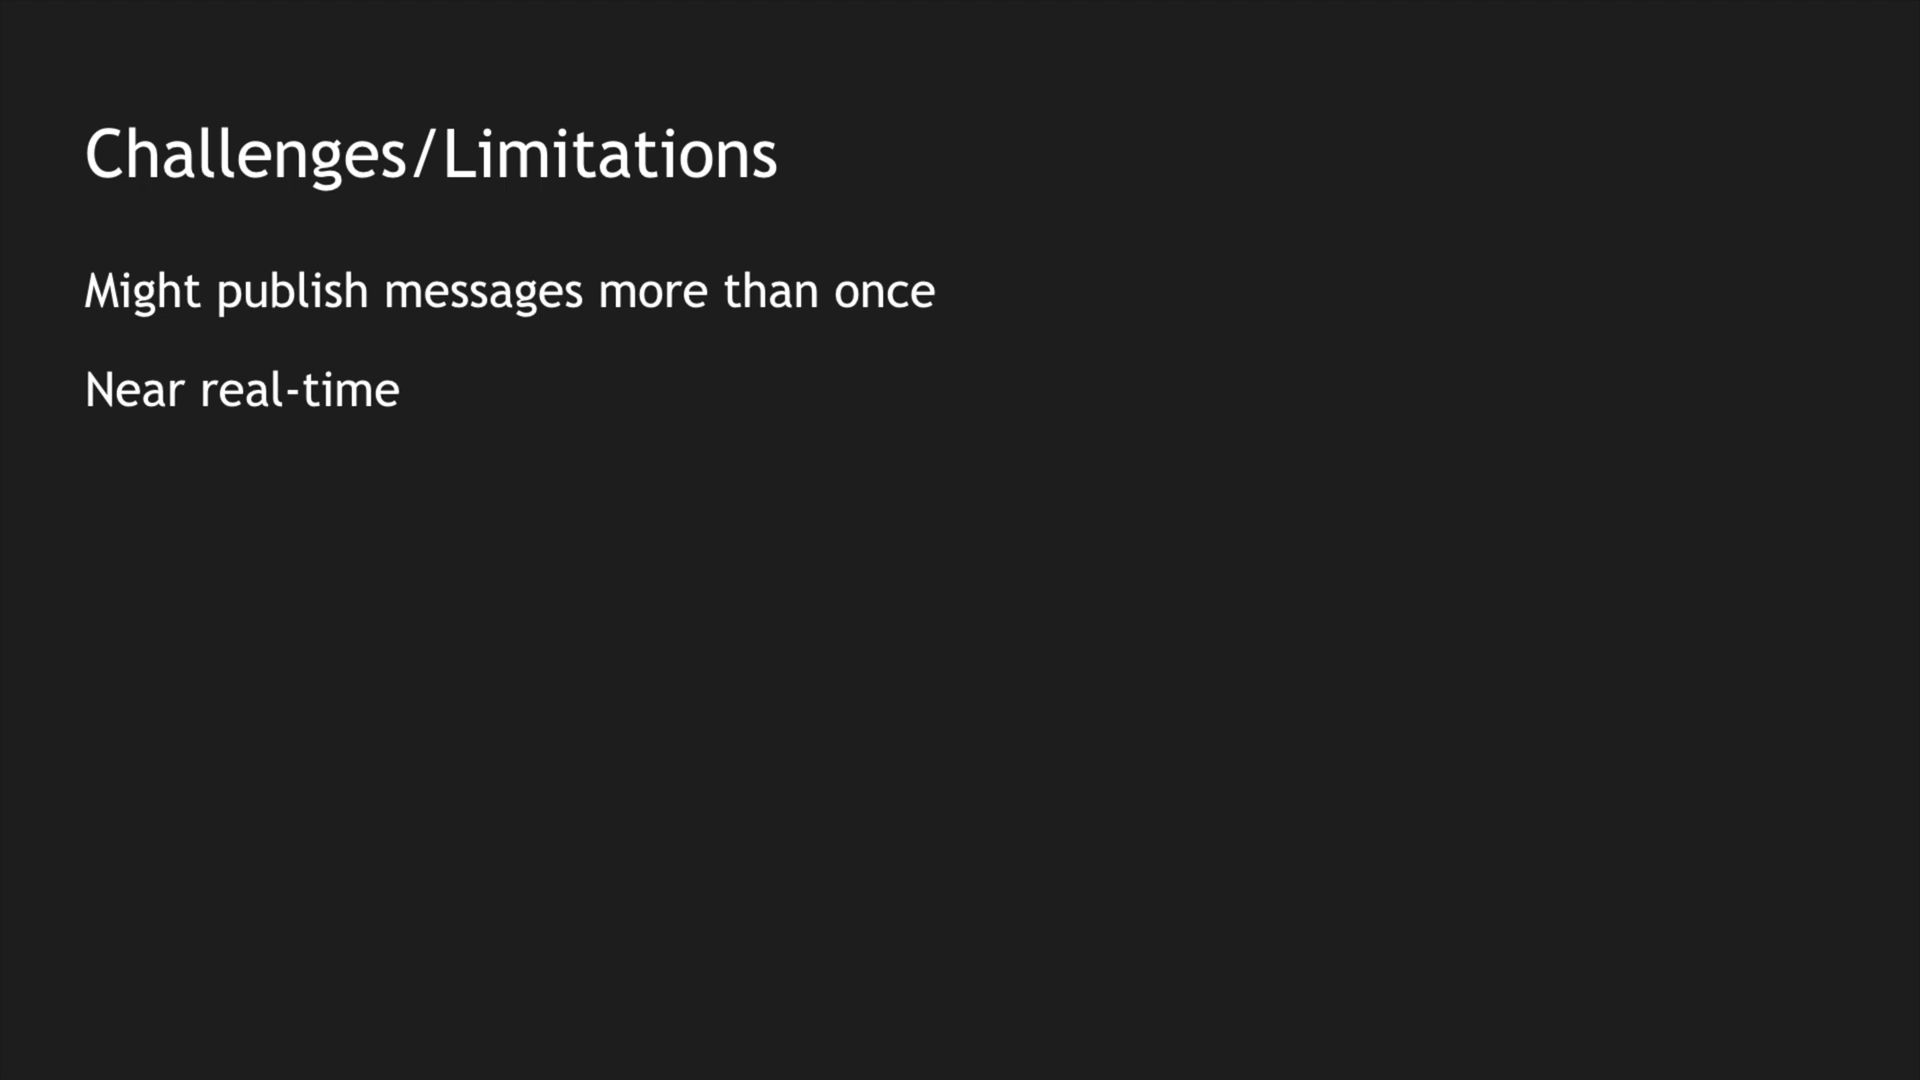 Challenges/Limitations
Might publish messages more than once
Near real-time